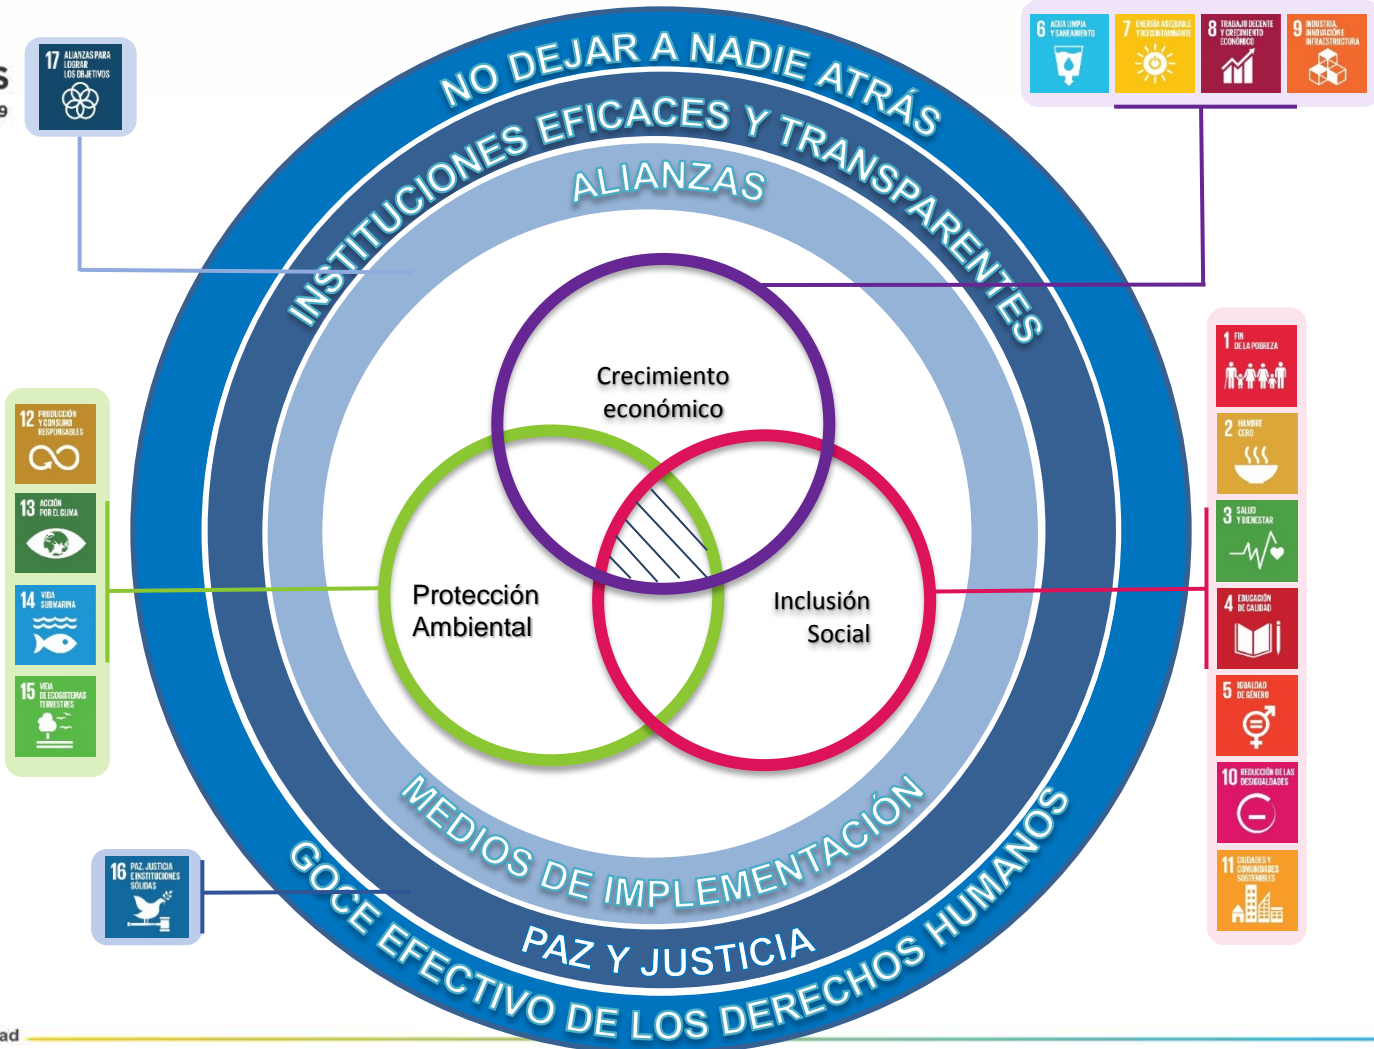 S
9
17 ALIANZAS PARA
LOGRAR
LOS OBJETIVOS
6 AGUA LIMPIA
Y SANEAMIENTO
7 ENERGÍA ASEQUIBLE
Y NO CONTAMINANTE
8 TRABAJO DECENTE
Y CRECIMIENTO
ECONÓMICO
9 INDUSTRIA,
INNOVACIÓN E
INFRAESTRUCTURA
NO DEJAR A NADIE ATRÁS
INSTITUCIONES EFICACES Y TRANSPARENTES
ALIANZAS
Crecimiento
económico
Protección
Ambiental
Inclusión
Social
12 PRODUCCIÓN
Y CONSUMO
RESPONSABLES
13 ACCIÓN
POR EL CLIMA
14 VIDA
SUBMARINA
15 VIDA
DE ECOSISTEMAS
TERRESTRES
1 FIN
DE LA POBREZA
2 HAMBRE
CERO
3 SALUD
Y BIENESTAR
4 EDUCACIÓN
DE CALIDAD
5 IGUALDAD
DE GÉNERO
10 REDUCCIÓN DE LAS
DESIGUALDADES
11 CIUDADES Y
COMUNIDADES
SOSTENIBLES
16 PAZ, JUSTICIA
E INSTITUCIONES
SÓLIDAS
MEDIOS DE IMPLEMENTACIÓN
PAZ Y JUSTICIA
GOCE EFECTIVO DE LOS DERECHOS HUMANOS
ad